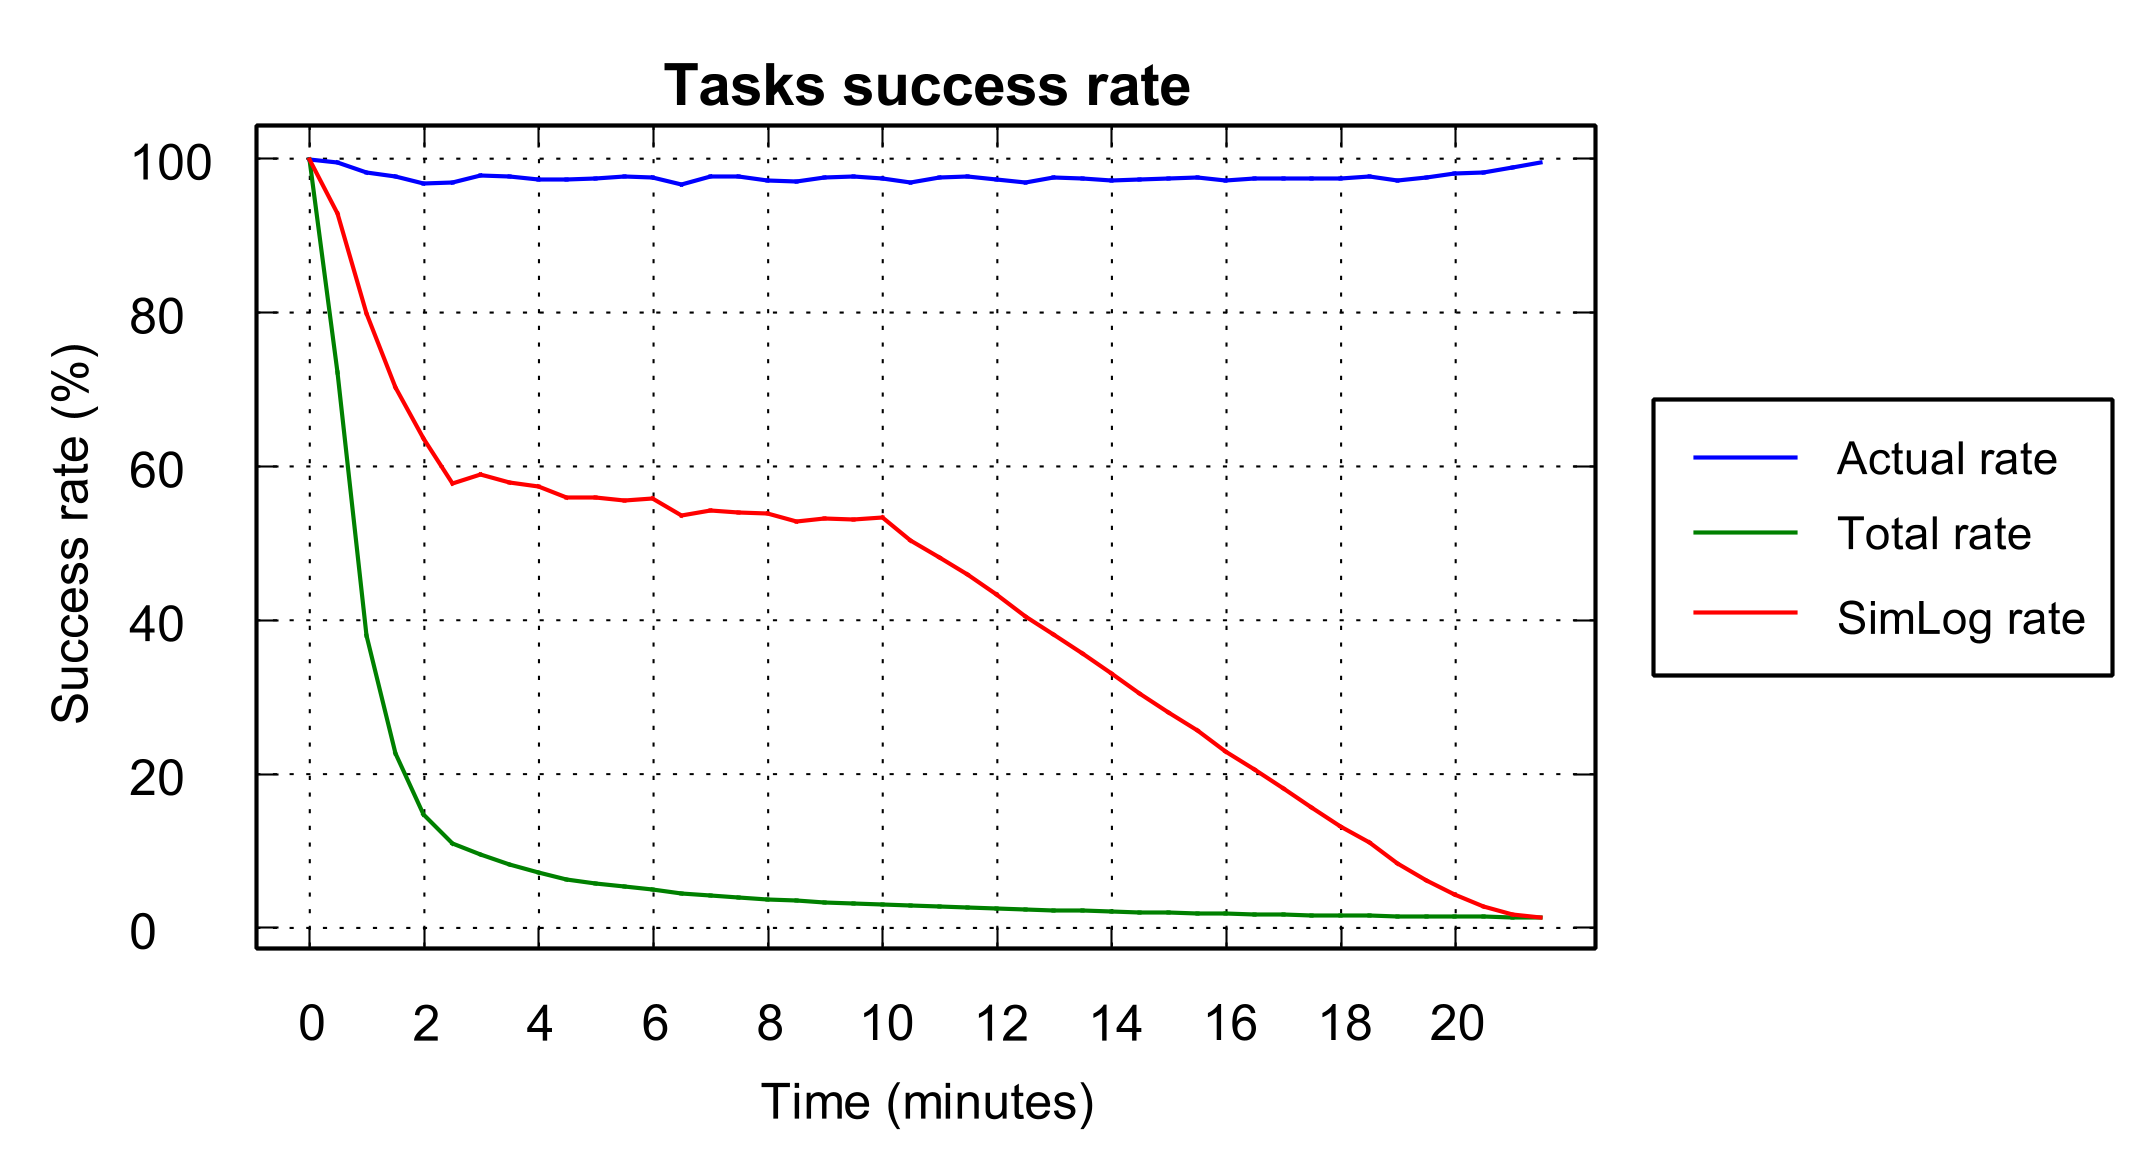 Tasks success rate
100
80
60
40
20
0
Success rate (%)
0 2 4 6 8 10 12 14 16 18 20
Time (minutes)
Actual rate
Total rate
SimLog rate